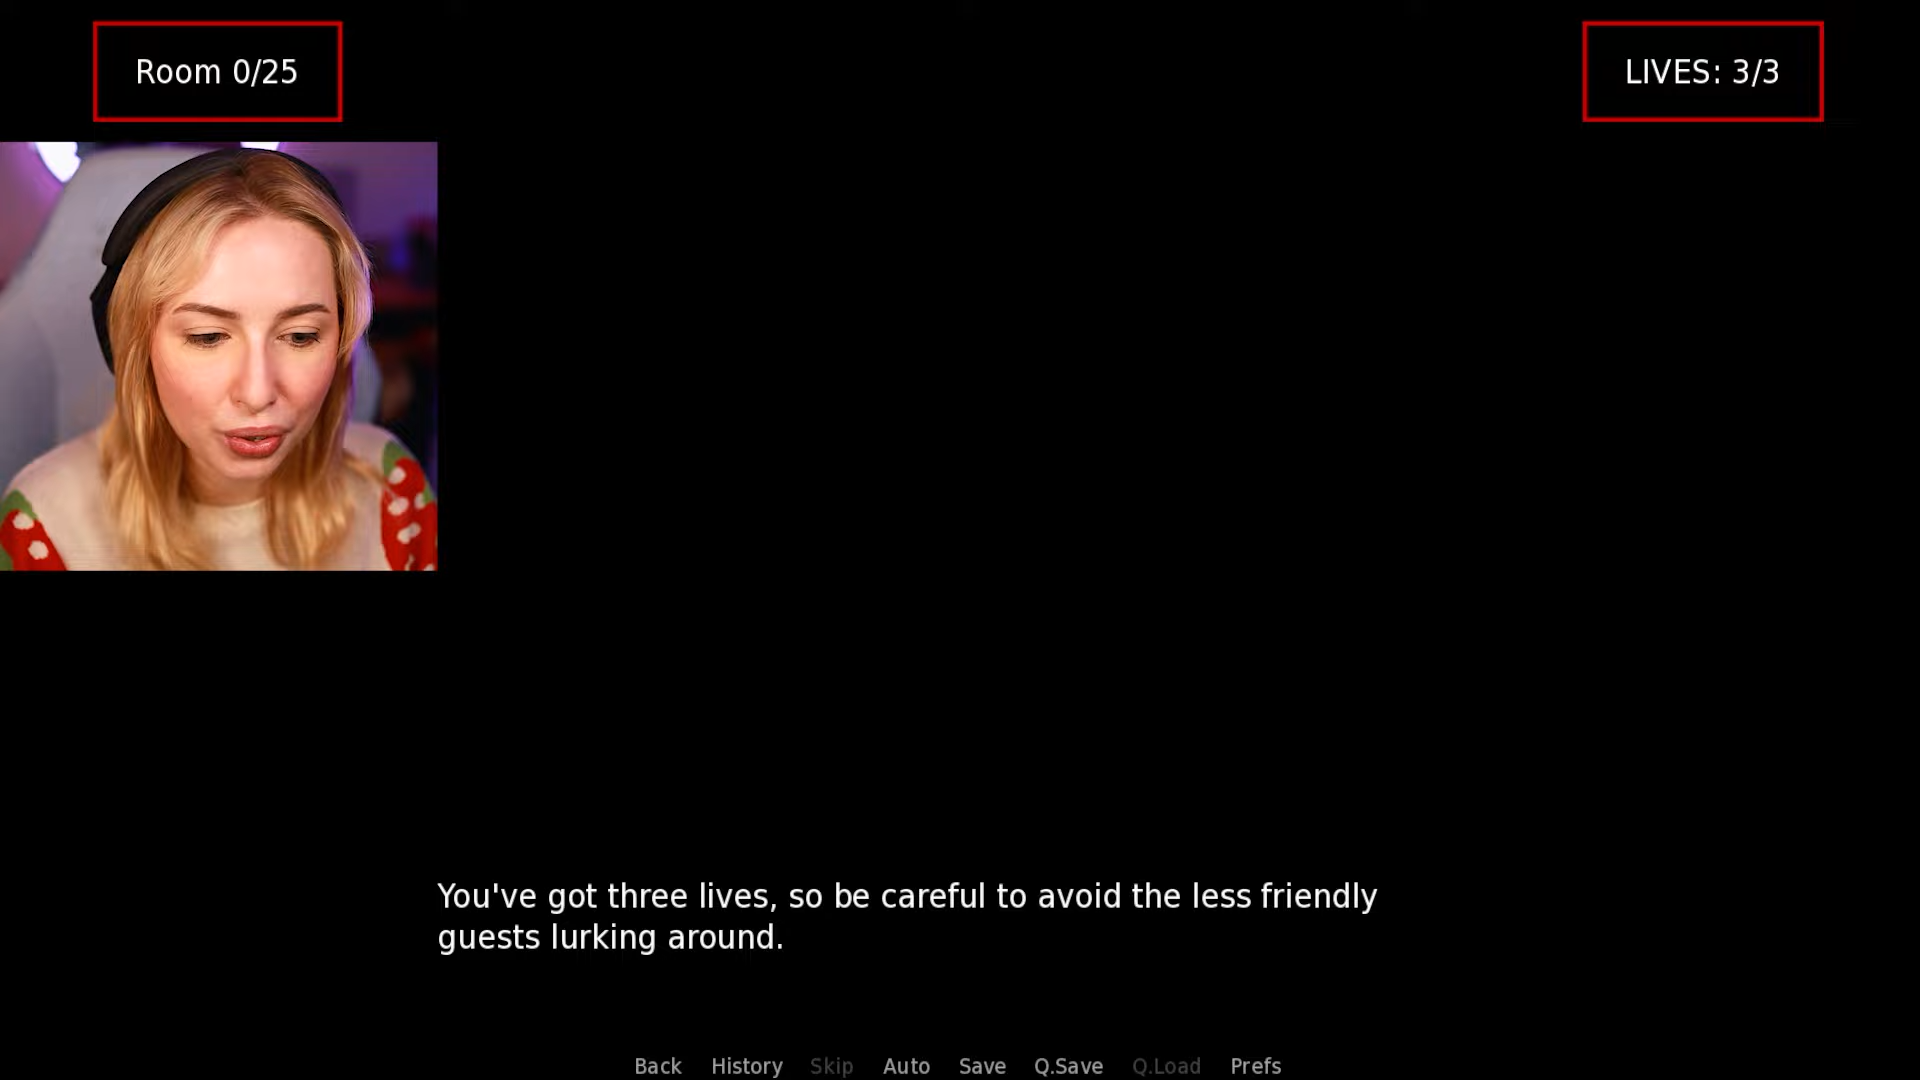 Room 0/25
LIVES: 3/3
You've got three lives, so be careful to avoid the less friendly
guests lurking around.
Back History Skip Auto Save Q.Save Q.Load Prefs